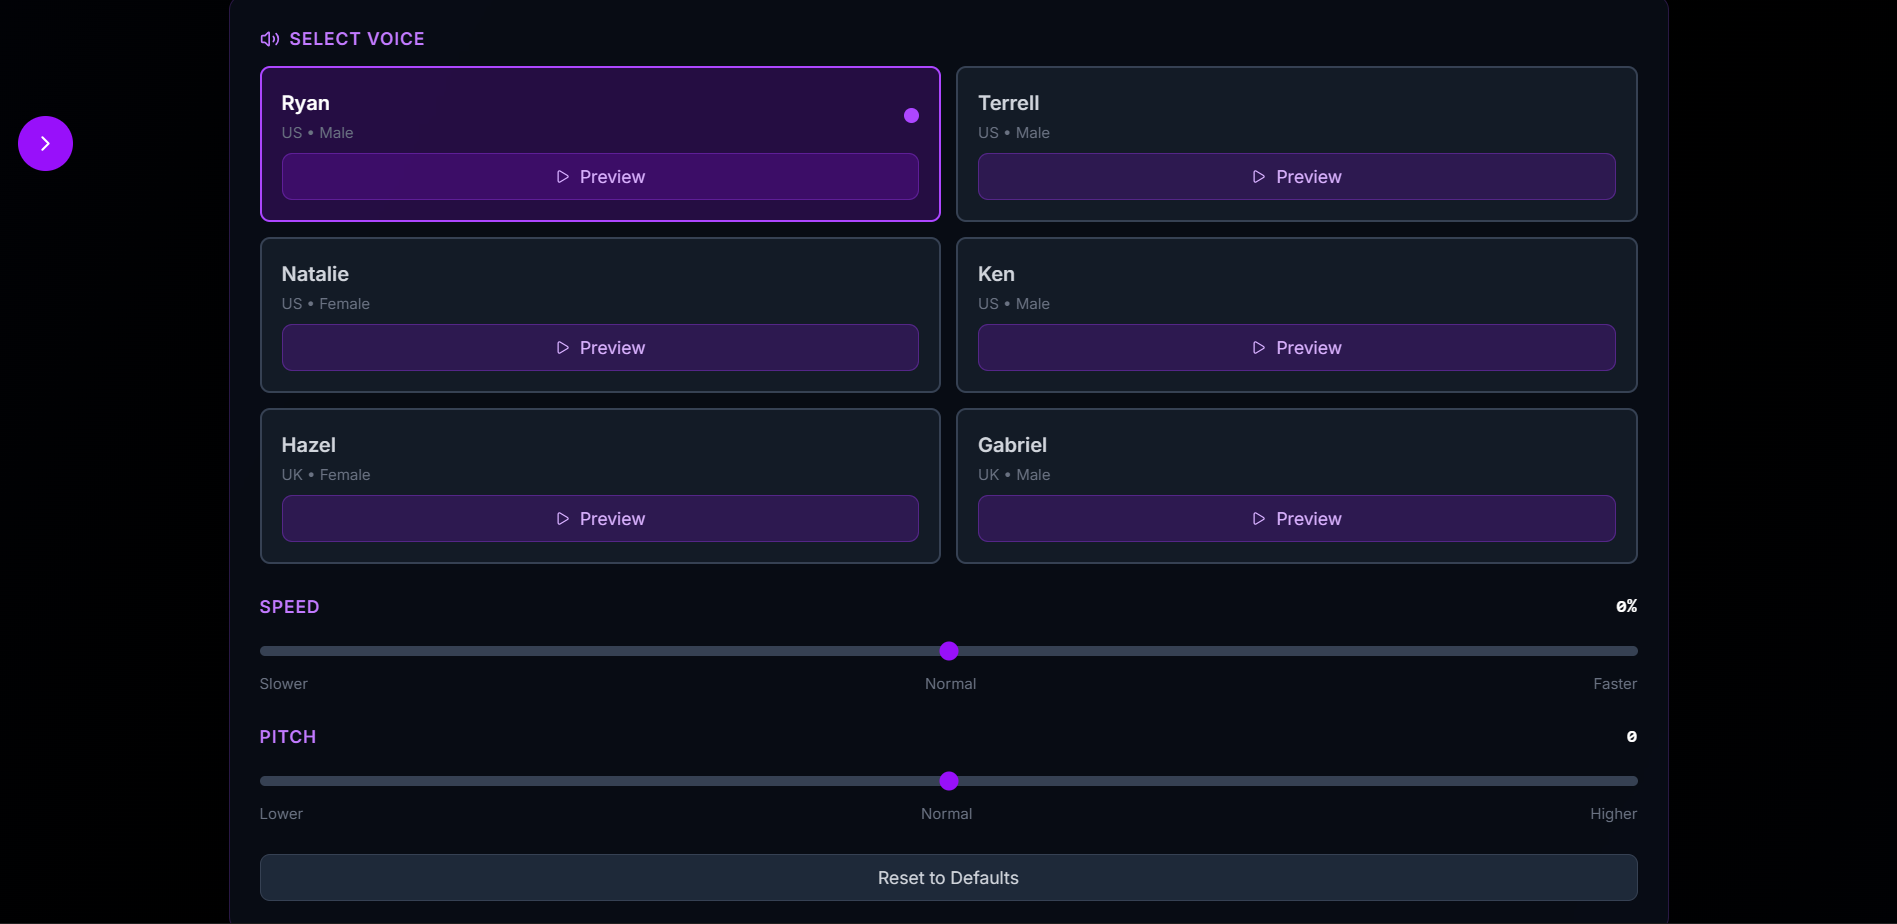 SELECT VOICE
Ryan
US • Male
Preview
Terrell
US • Male
Preview
Natalie
US • Female
Preview
Ken
US • Male
Preview
Hazel
UK • Female
Preview
Gabriel
UK • Male
Preview
SPEED 0%
Slower Normal Faster
PITCH 0
Lower Normal Higher
Reset to Defaults